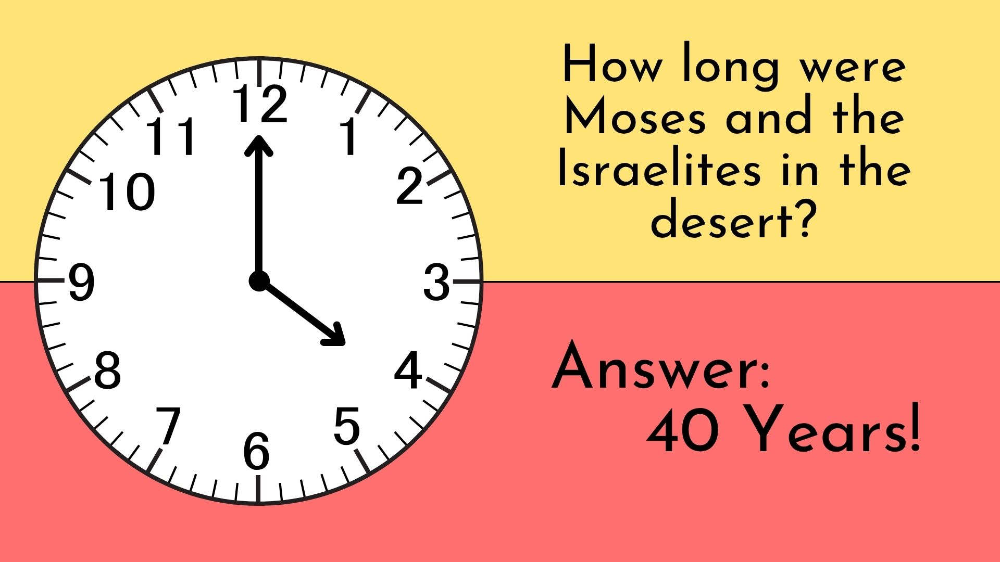 12
11
1
10
2
9
3
8
4
7
5
6
How long were
Moses and the
Israelites in the
desert?
Answer:
40 Years!